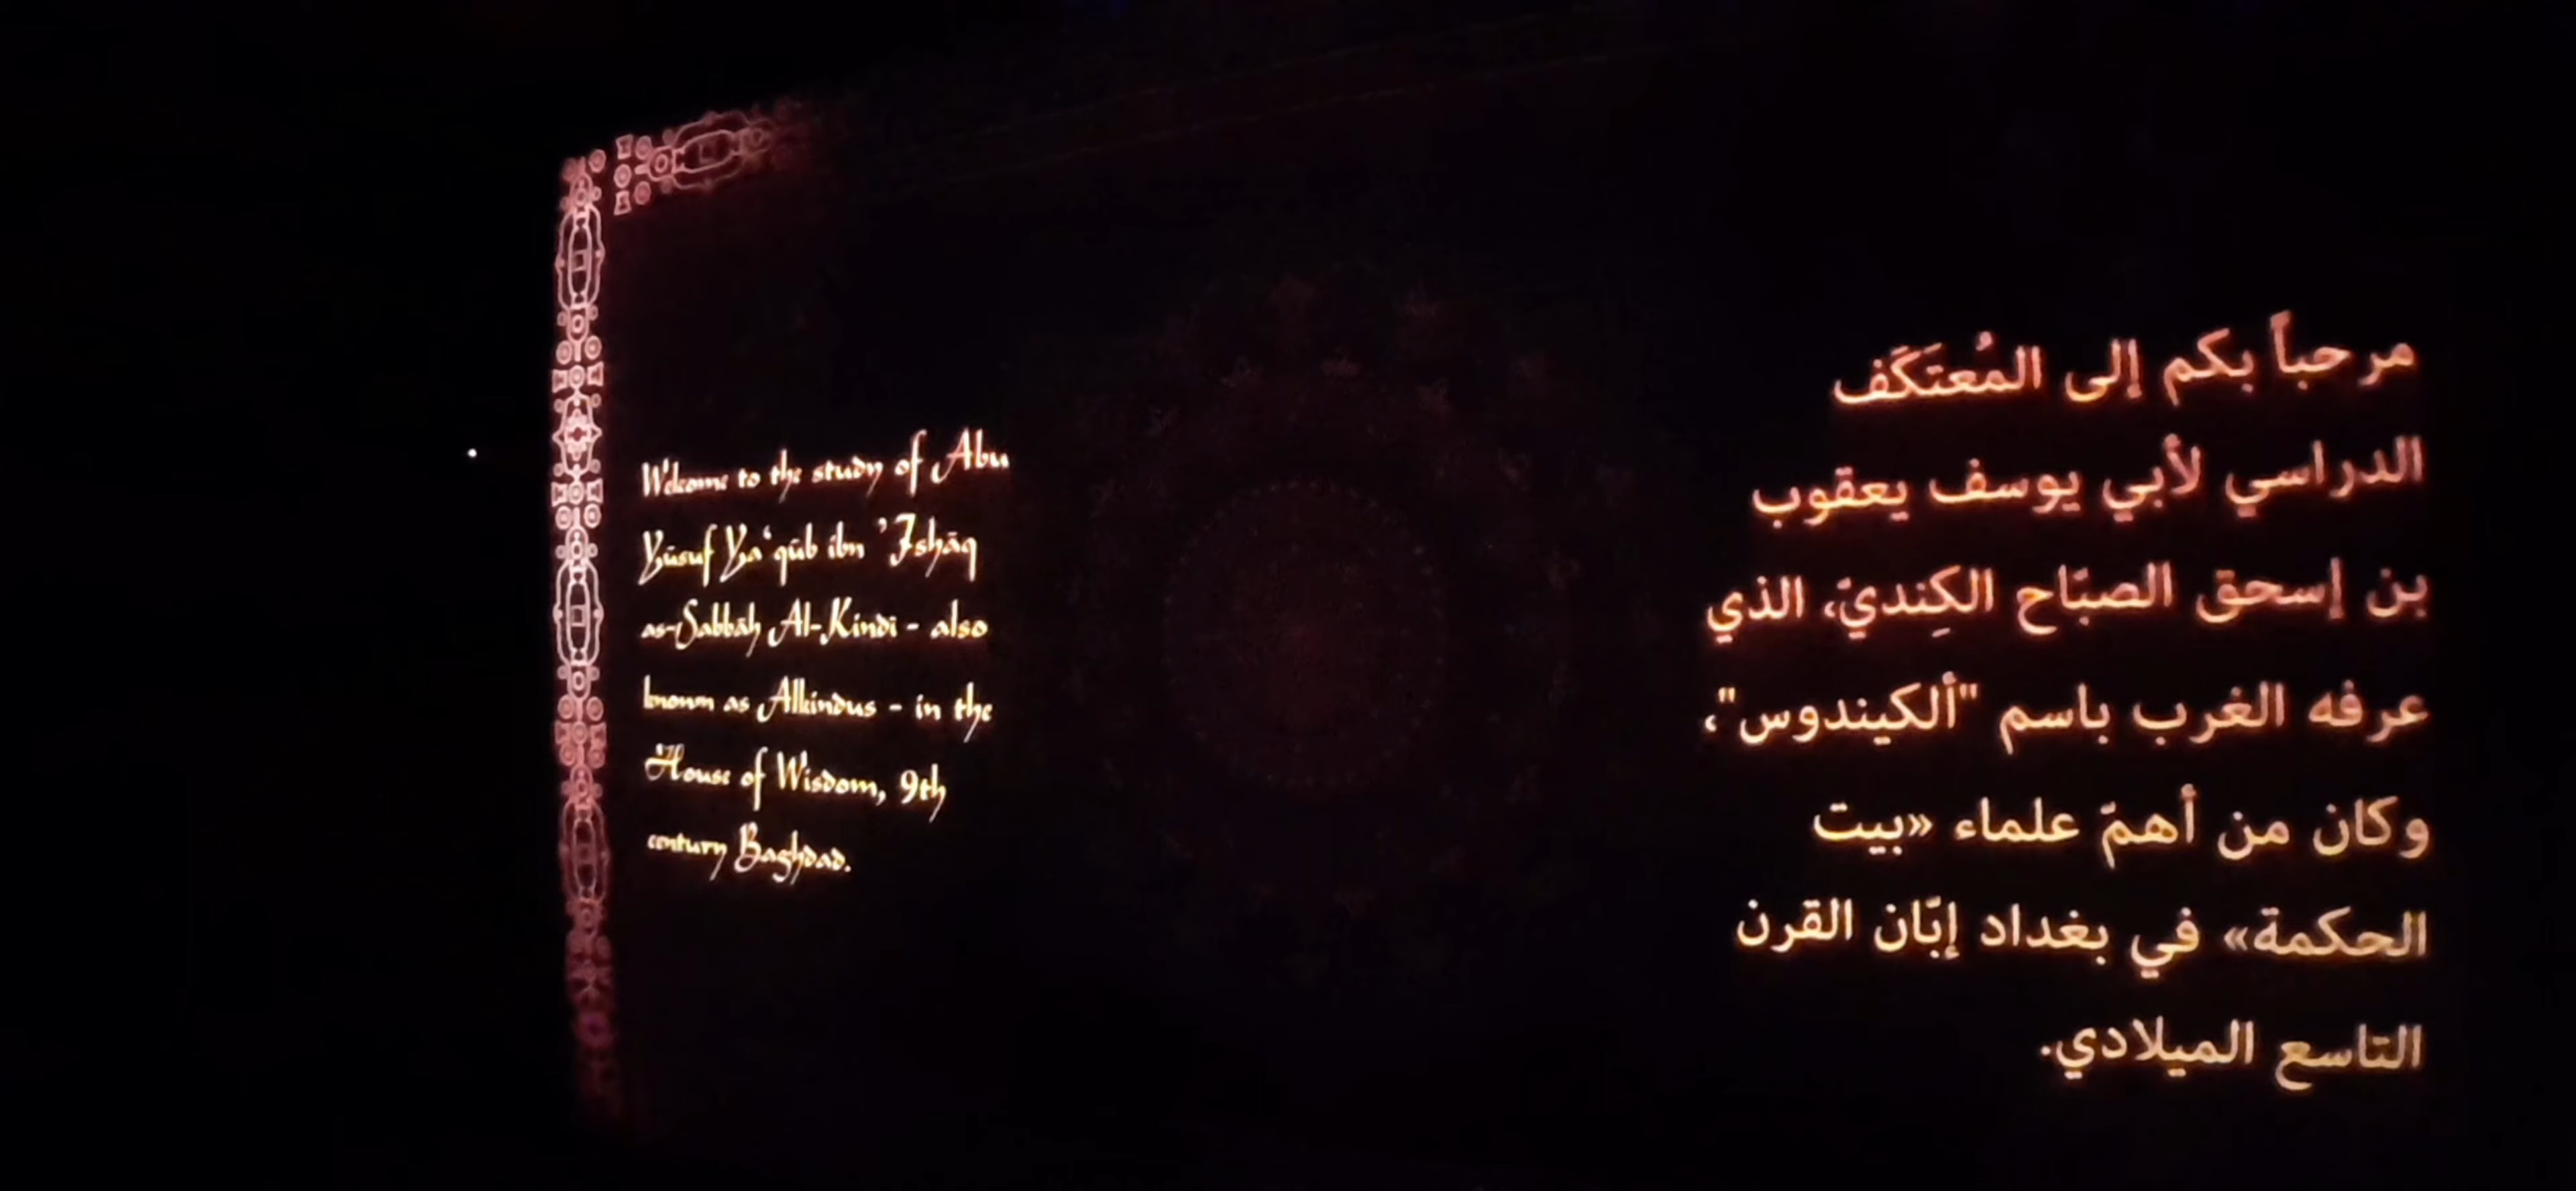 Welcome to the study of Abu
Yūsuf Ya‘qūb ibn ’Ishāq
as-Sabbāh Al-Kindī - also
known as Alkindus - in the
House of Wisdom, 9th
century Baghdad.
مرحباً بكم إلى المُعتَكَف
الدراسي لأبي يوسف يعقوب
بن إسحق الصبّاح الكِنديّ، الذي
عرفه الغرب باسم "ألكيندوس"،
وكان من أهمّ علماء «بيت
الحكمة» في بغداد إبّان القرن
التاسع الميلادي.